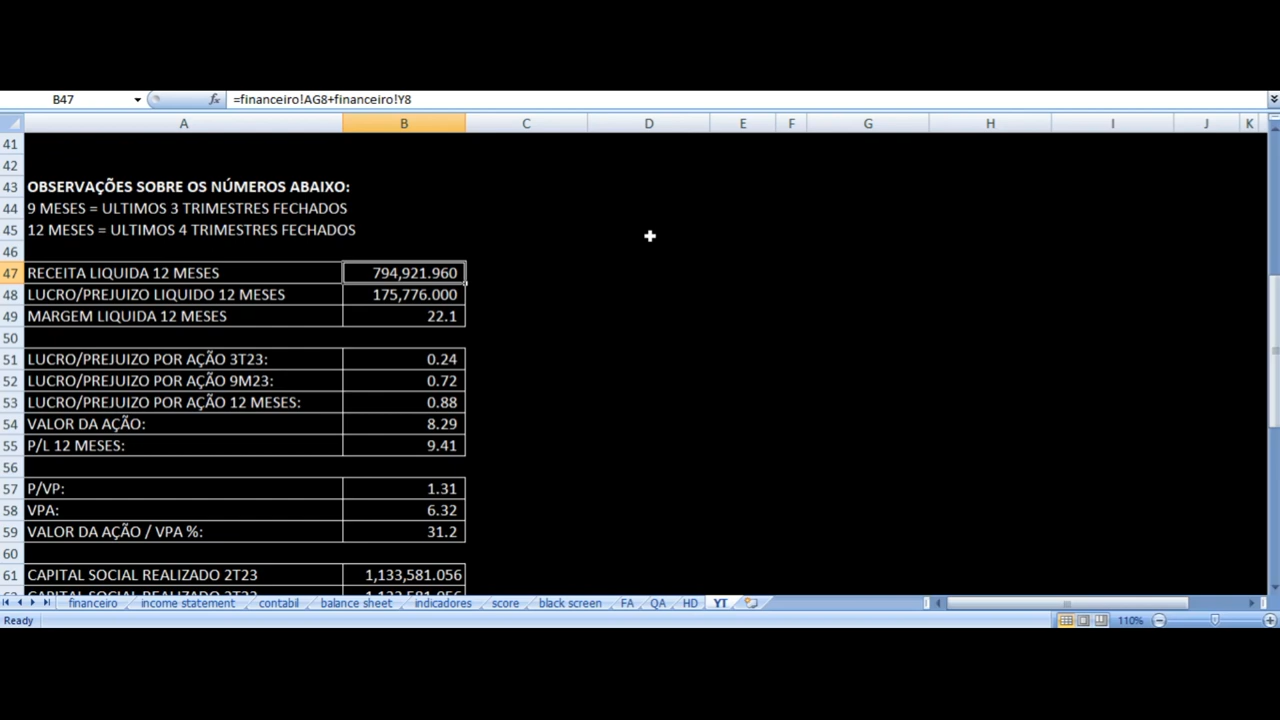 B47 fx =financeiro!AG8+financeiro!Y8
A B C D E F G H I J K
41
42
43 OBSERVAÇÕES SOBRE OS NÚMEROS ABAIXO:
44 9 MESES = ULTIMOS 3 TRIMESTRES FECHADOS
45 12 MESES = ULTIMOS 4 TRIMESTRES FECHADOS
46
47 RECEITA LIQUIDA 12 MESES 794,921.960
48 LUCRO/PREJUIZO LIQUIDO 12 MESES 175,776.000
49 MARGEM LIQUIDA 12 MESES 22.1
50
51 LUCRO/PREJUIZO POR AÇÃO 3T23: 0.24
52 LUCRO/PREJUIZO POR AÇÃO 9M23: 0.72
53 LUCRO/PREJUIZO POR AÇÃO 12 MESES: 0.88
54 VALOR DA AÇÃO: 8.29
55 P/L 12 MESES: 9.41
56
57 P/VP: 1.31
58 VPA: 6.32
59 VALOR DA AÇÃO / VPA %: 31.2
60
61 CAPITAL SOCIAL REALIZADO 2T23 1,133,581.056
financeiro income statement contabil balance sheet indicadores score black screen FA QA HD YT
Ready 110%